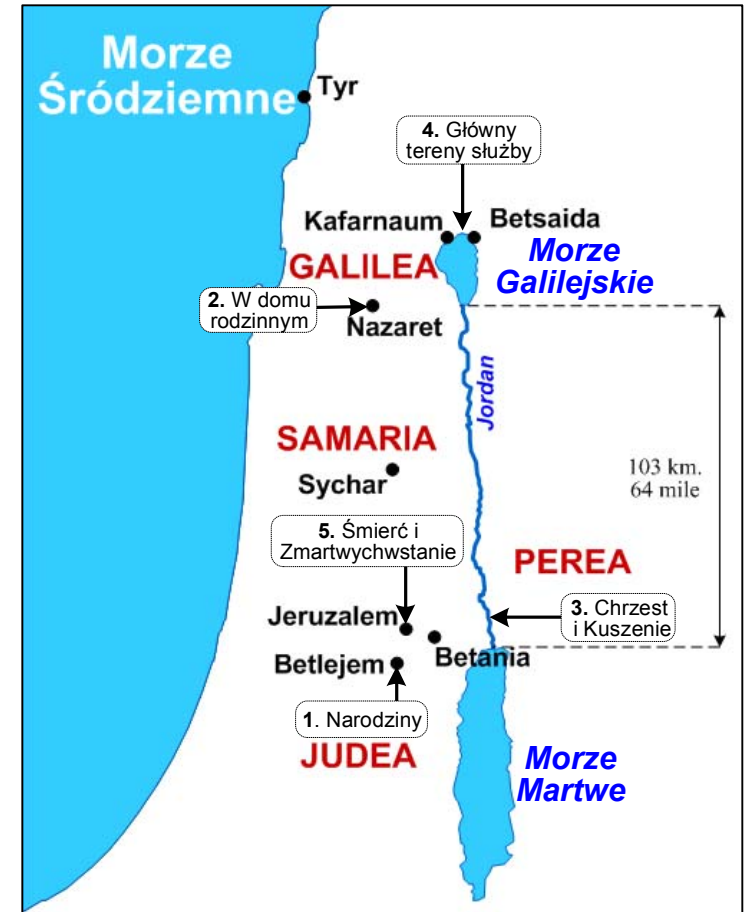 Morze
Śródziemne
Tyr
4. Główny
tereny służby
Kafarnaum
Betsaida
Morze
Galilejskie
GALILEA
2. W domu
rodzinnym
Nazaret
Jordan
SAMARIA
Sychar
103 km.
64 mile
5. Śmierć i
Zmartwychwstanie
PEREA
3. Chrzest
i Kuszenie
Jeruzalem
Betania
Betlejem
1. Narodziny
JUDEA
Morze
Martwe